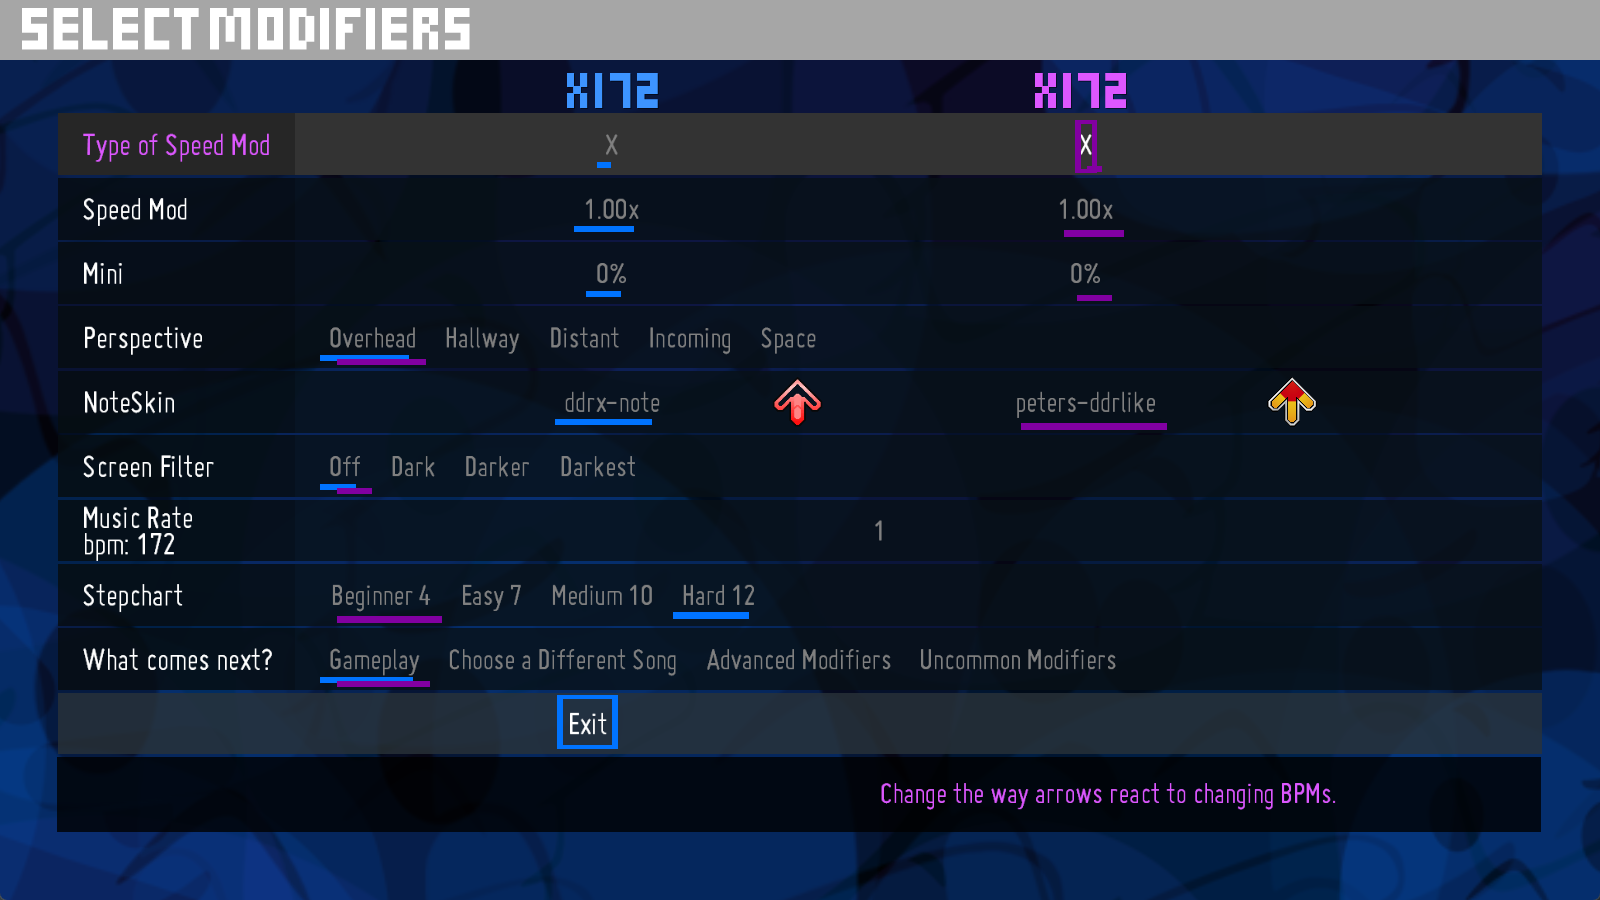 SELECT MODIFIERS
X172 X172
Type of Speed Mod X X
Speed Mod 1.00x 1.00x
Mini 0% 0%
Perspective Overhead Hallway Distant Incoming Space
NoteSkin ddrx-note peters-ddrlike
Screen Filter Off Dark Darker Darkest
Music Rate
bpm: 172 1
Stepchart Beginner 4 Easy 7 Medium 10 Hard 12
What comes next? Gameplay Choose a Different Song Advanced Modifiers Uncommon Modifiers
Exit
Change the way arrows react to changing BPMs.